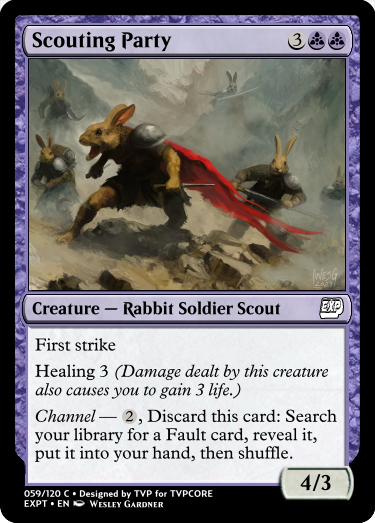 Scouting Party 3
WESG
Creature — Rabbit Soldier Scout EXP
First strike
Healing 3 (Damage dealt by this creature
also causes you to gain 3 life.)
Channel — 2, Discard this card: Search
your library for a Fault card, reveal it,
put it into your hand, then shuffle.
4/3
059/120 C • Designed by TVP for TVPCORE
EXPT • EN Wesley Gardner